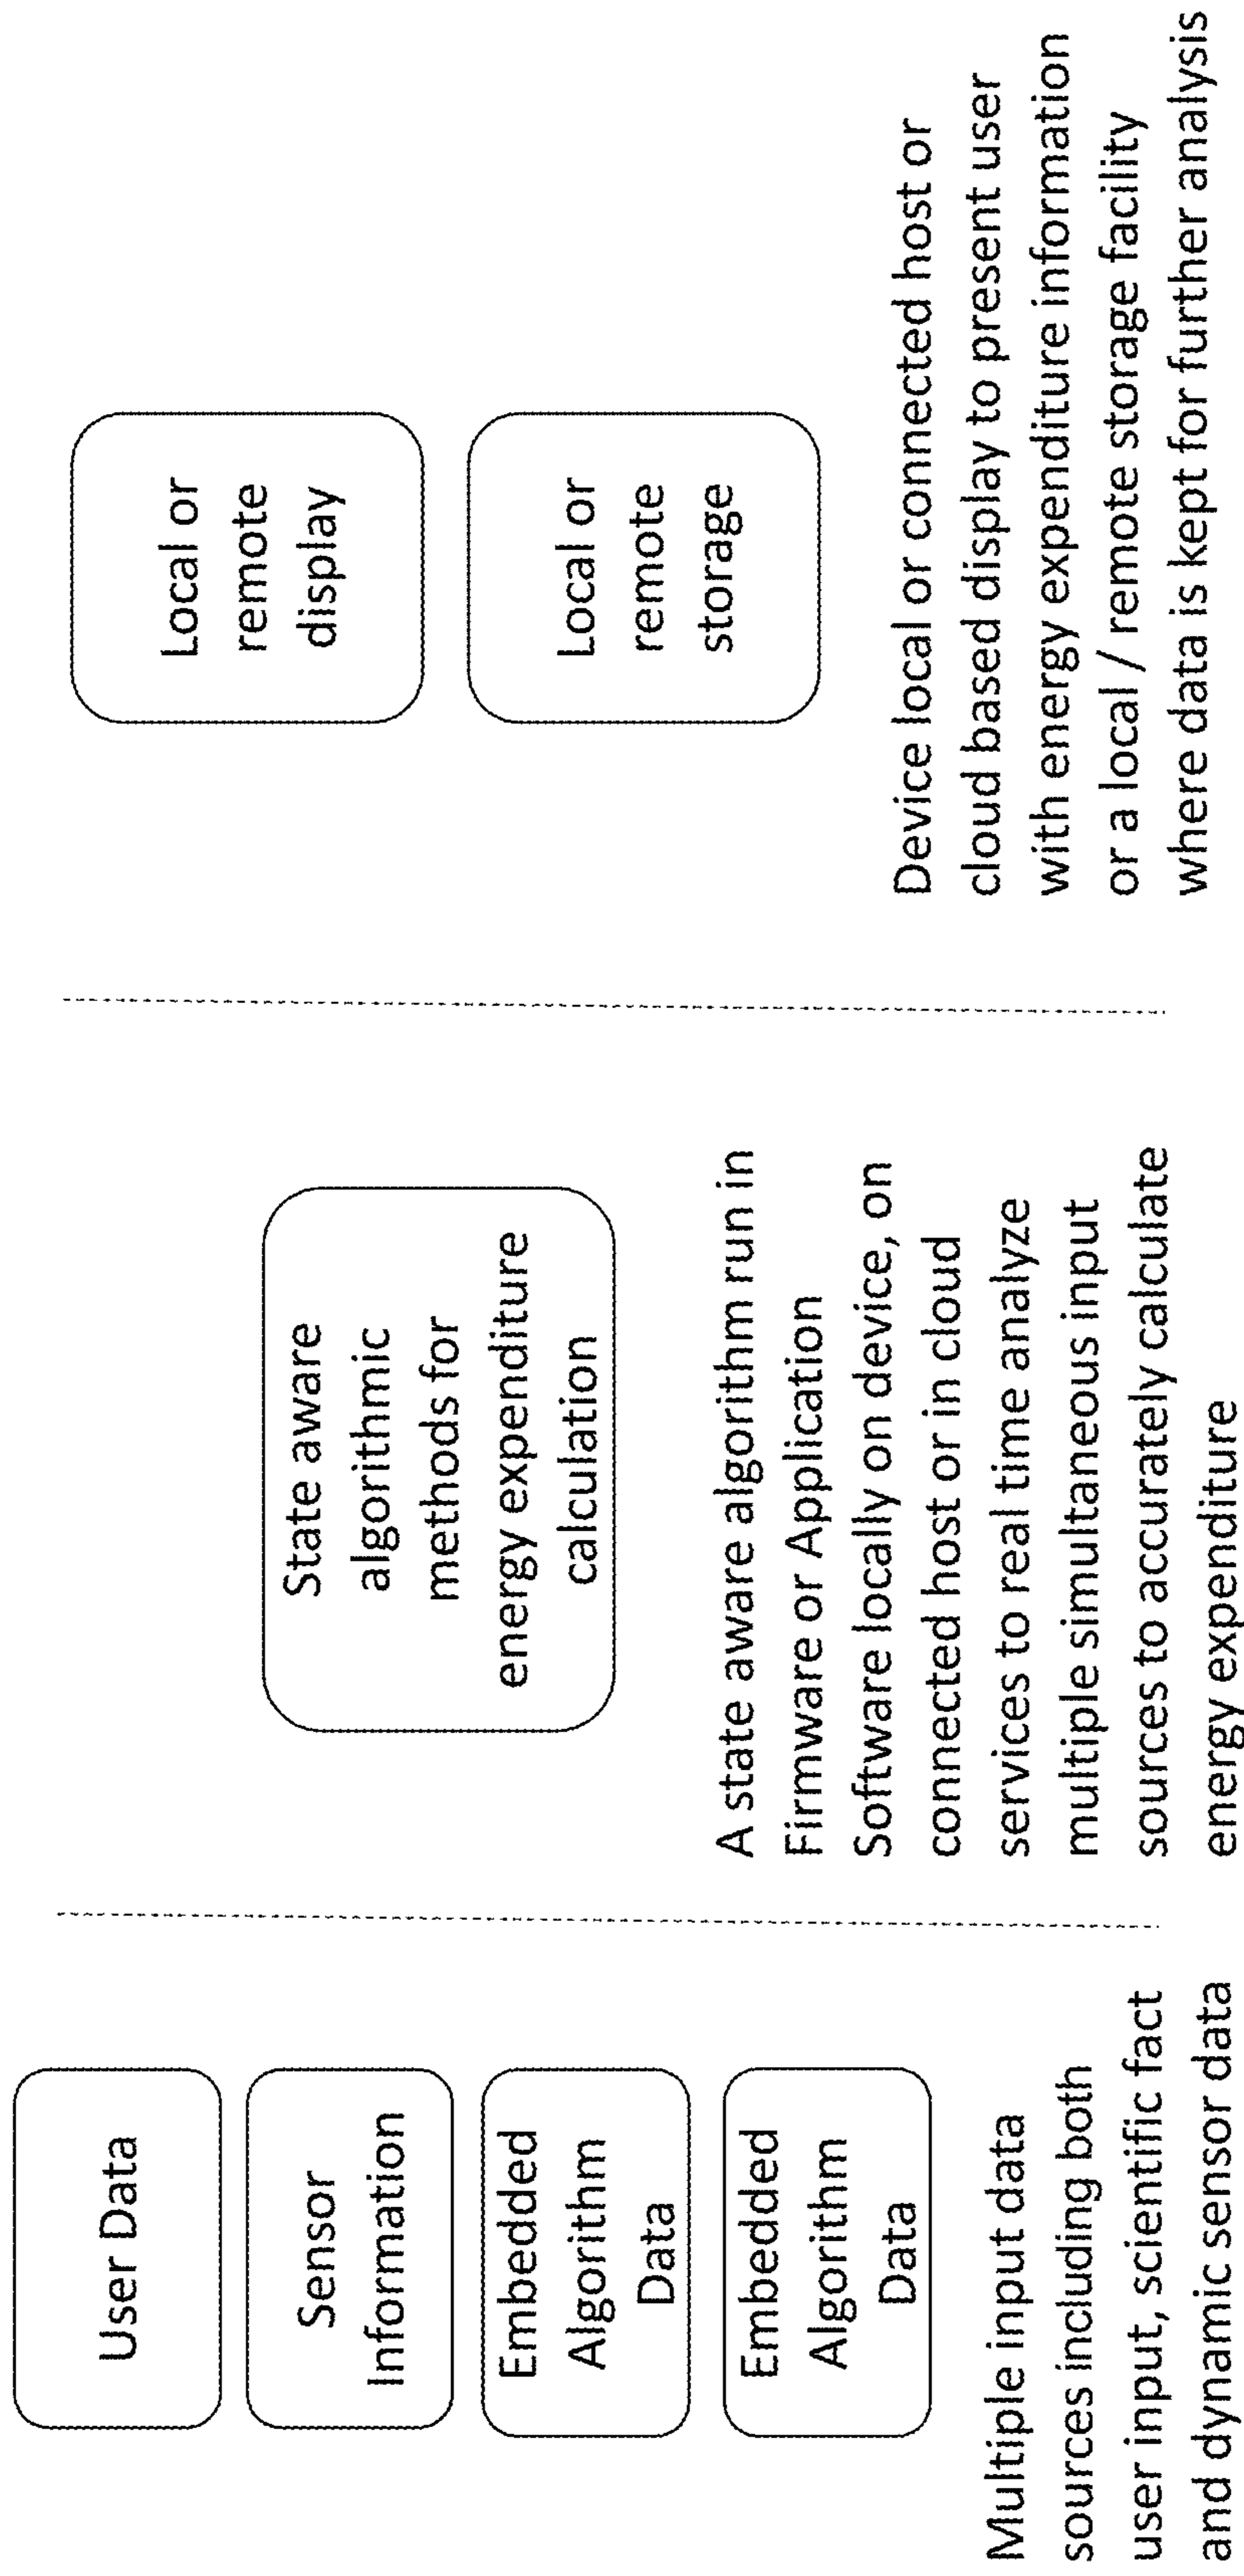 User Data
Sensor
Information
Embedded
Algorithm
Data
Embedded
Algorithm
Data
Multiple input data
sources including both
user input, scientific fact
and dynamic sensor data
State aware
algorithmic
methods for
energy expenditure
calculation
A state aware algorithm run in
Firmware or Application
Software locally on device, on
connected host or in cloud
services to real time analyze
multiple simultaneous input
sources to accurately calculate
energy expenditure
Local or
remote
display
Local or
remote
storage
Device local or connected host or
cloud based display to present user
with energy expenditure information
or a local / remote storage facility
where data is kept for further analysis